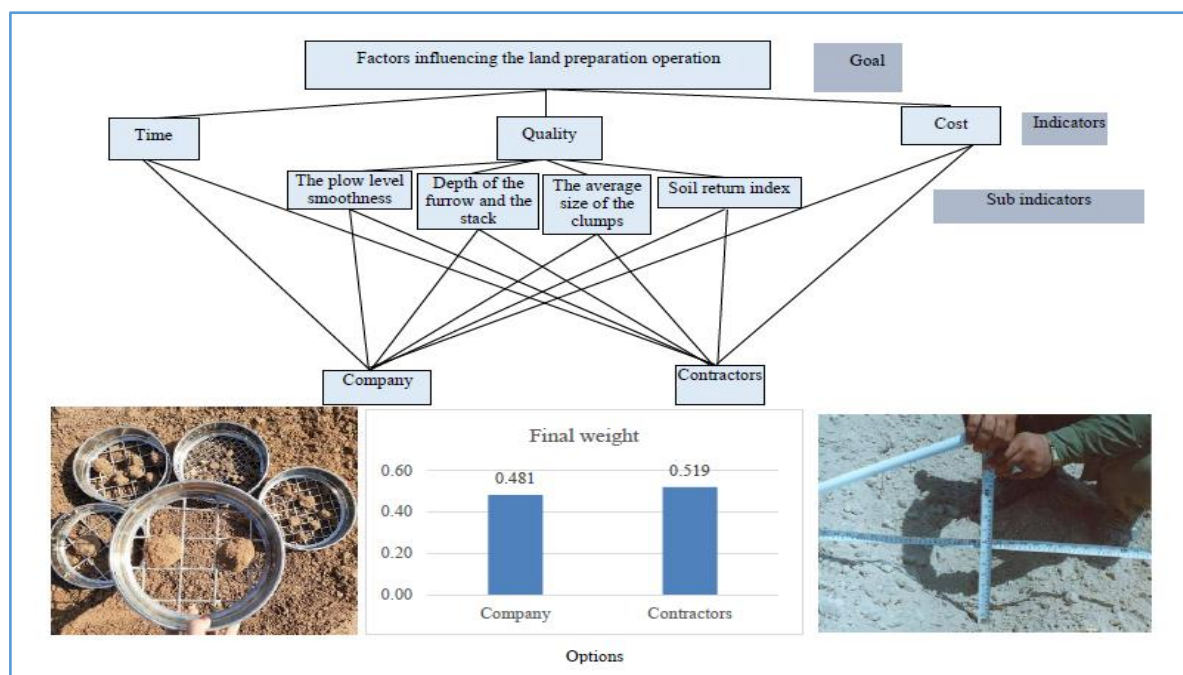 Factors influencing the land preparation operation
Goal
Time
Quality
Cost
Indicators
The plow level
smoothness
Depth of the
furrow and the
stack
The average
size of the
clumps
Soil return index
Sub indicators
Company
Contractors
Final weight
0.60
0.40
0.20
0.00
0.481
0.519
Company
Contractors
Options